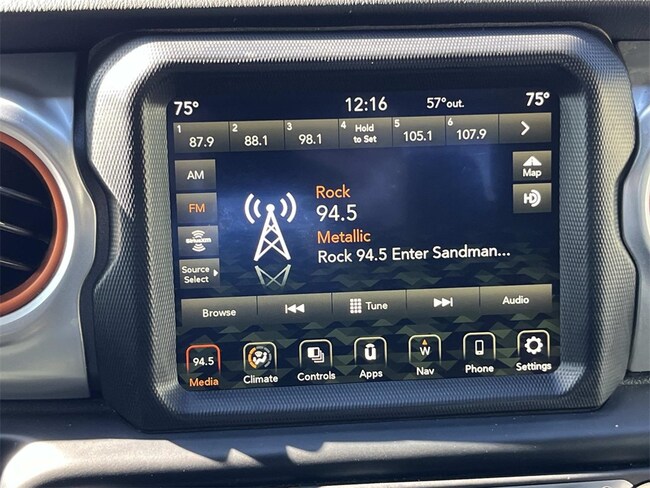 75° 12:16 57°out. 75°
1 87.9 2 88.1 3 98.1 4 Hold to Set 5 105.1 6 107.9
AM
Map
FM
HD
Rock
94.5
Metallic
Rock 94.5 Enter Sandman...
SiriusXM
Source
Select
Browse Tune Audio
94.5 W
Media Climate Controls Apps Nav Phone Settings